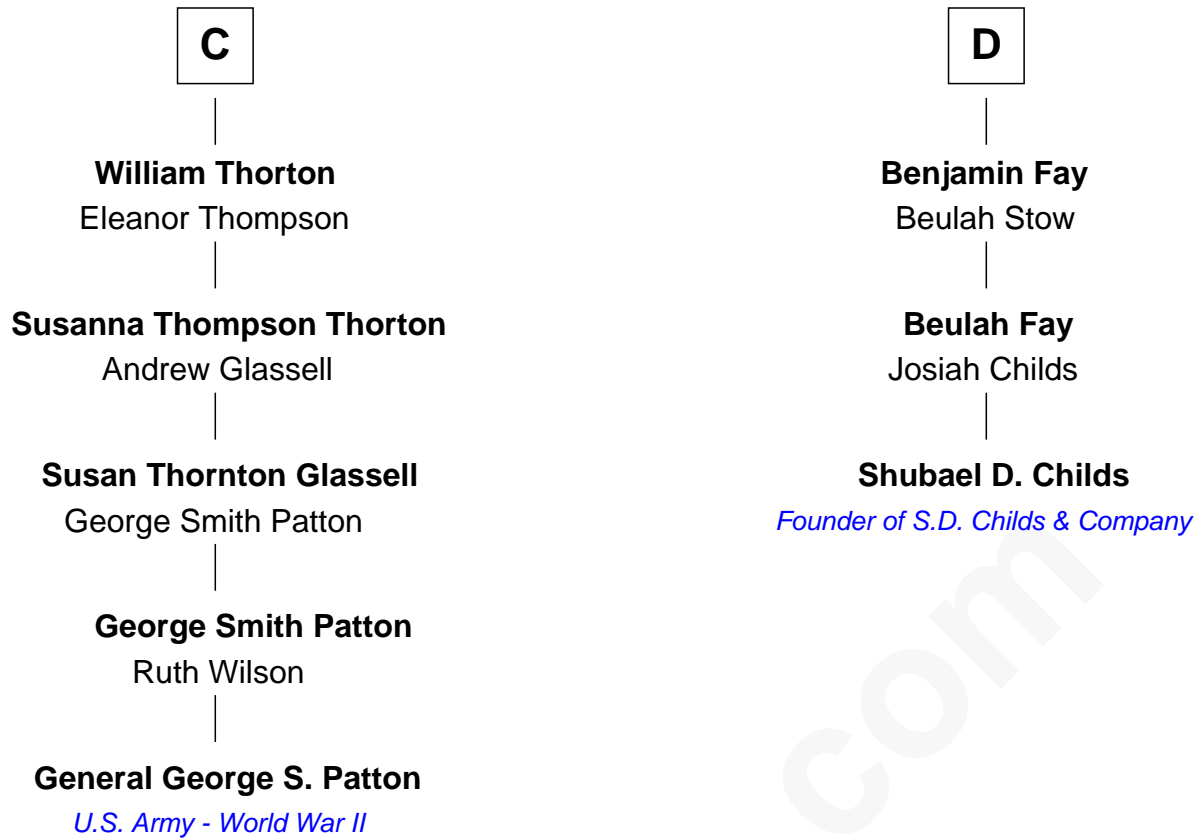 C
William Thorton
Eleanor Thompson
Susanna Thompson Thorton
Andrew Glassell
Susan Thornton Glassell
George Smith Patton
George Smith Patton
Ruth Wilson
General George S. Patton
U.S. Army - World War II
D
Benjamin Fay
Beulah Stow
Beulah Fay
Josiah Childs
Shubael D. Childs
Founder of S.D. Childs & Company
com